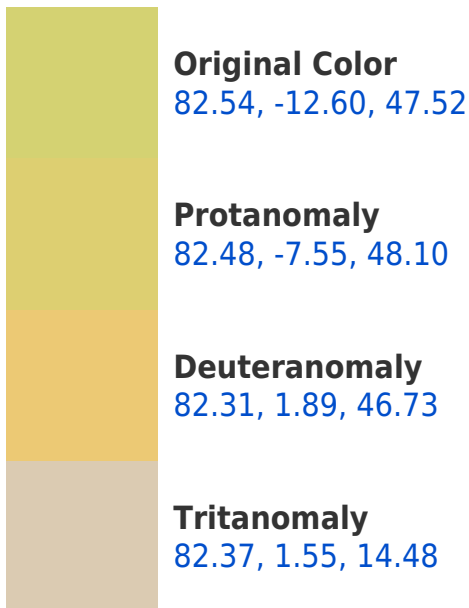 Original Color
82.54, -12.60, 47.52
Protanomaly
82.48, -7.55, 48.10
Deuteranomaly
82.31, 1.89, 46.73
Tritanomaly
82.37, 1.55, 14.48